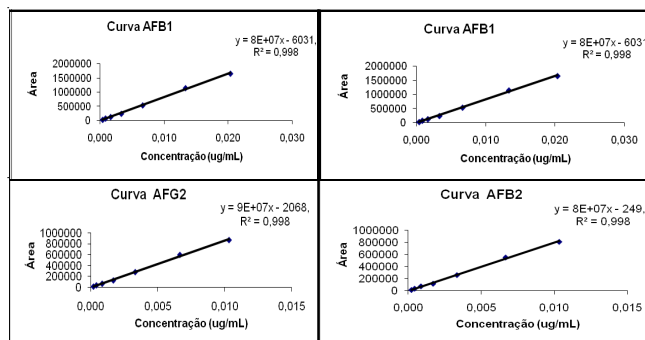 Curva AFB1
y = 8E+07x - 6031,
R² = 0,998
Área
2000000
1500000
1000000
500000
0
0,000 0,010 0,020 0,030
Concentração (ug/mL)
Curva AFB1
y = 8E+07x - 6031
R² = 0,998
Área
2000000
1500000
1000000
500000
0
0,000 0,010 0,020 0,030
Concentração (ug/mL)
Curva AFG2
y = 9E+07x - 2068,
R² = 0,998
Área
1000000
800000
600000
400000
200000
0
0,000 0,005 0,010 0,015
Concentração (ug/mL)
Curva AFB2
y = 8E+07x - 249,
R² = 0,998
Área
1000000
800000
600000
400000
200000
0
0,000 0,005 0,010 0,015
Concentração (ug/mL)